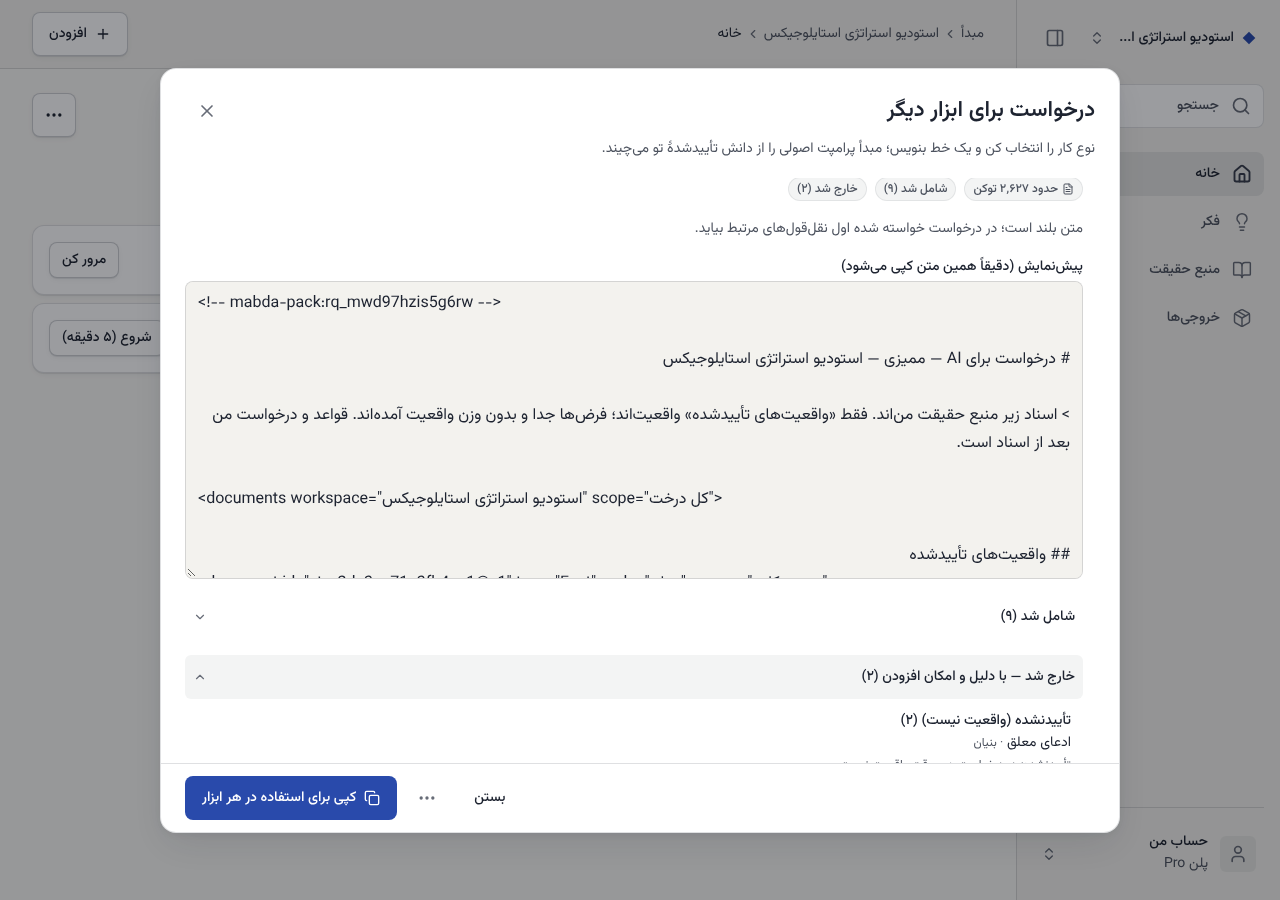 استودیو استراتژی ا...
جستجو
خانه
فکر
منبع حقیقت
خروجی‌ها
حساب من
پلن Pro
مبدأ
استودیو استراتژی استایلوجیکس
خانه
افزودن
مرور کن
شروع (۵ دقیقه)
درخواست برای ابزار دیگر
نوع کار را انتخاب کن و یک خط بنویس؛ مبدأ پرامپت اصولی را از دانش تأییدشدهٔ تو می‌چیند.
حدود ۲٬۶۲۷ توکن
شامل شد (۹)
خارج شد (۲)
متن بلند است؛ در درخواست خواسته شده اول نقل‌قول‌های مرتبط بیاید.
پیش‌نمایش (دقیقاً همین متن کپی می‌شود)
<!-- mabda-pack:rq_mwd97hzis5g6rw -->
# درخواست برای AI — ممیزی — استودیو استراتژی استایلوجیکس
> اسناد زیر منبع حقیقت من‌اند. فقط «واقعیت‌های تأییدشده» واقعیت‌اند؛ فرض‌ها جدا و بدون وزن واقعیت آمده‌اند. قواعد و درخواست من
بعد از اسناد است.
<documents workspace="استودیو استراتژی استایلوجیکس" scope="کل درخت">
## واقعیت‌های تأییدشده
شامل شد (۹)
خارج شد — با دلیل و امکان افزودن (۲)
تأییدنشده (واقعیت نیست) (۲)
ادعای معلق · بنیان
بستن
کپی برای استفاده در هر ابزار